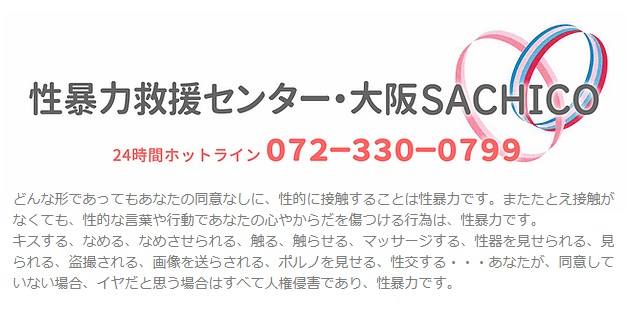 性暴力救援センター・大阪SACHICO
24時間ホットライン 072-330-0799
どんな形であってもあなたの同意なしに、性的に接触することは性暴力です。またたとえ接触が
なくても、性的な言葉や行動であなたの心やからだを傷つける行為は、性暴力です。
キスする、なめる、なめさせられる、触る、触らせる、マッサージする、性器を見せられる、見
られる、盗撮される、画像を送らされる、ポルノを見せる、性交する・・・あなたが、同意して
いない場合、イヤだと思う場合はすべて人権侵害であり、性暴力です。